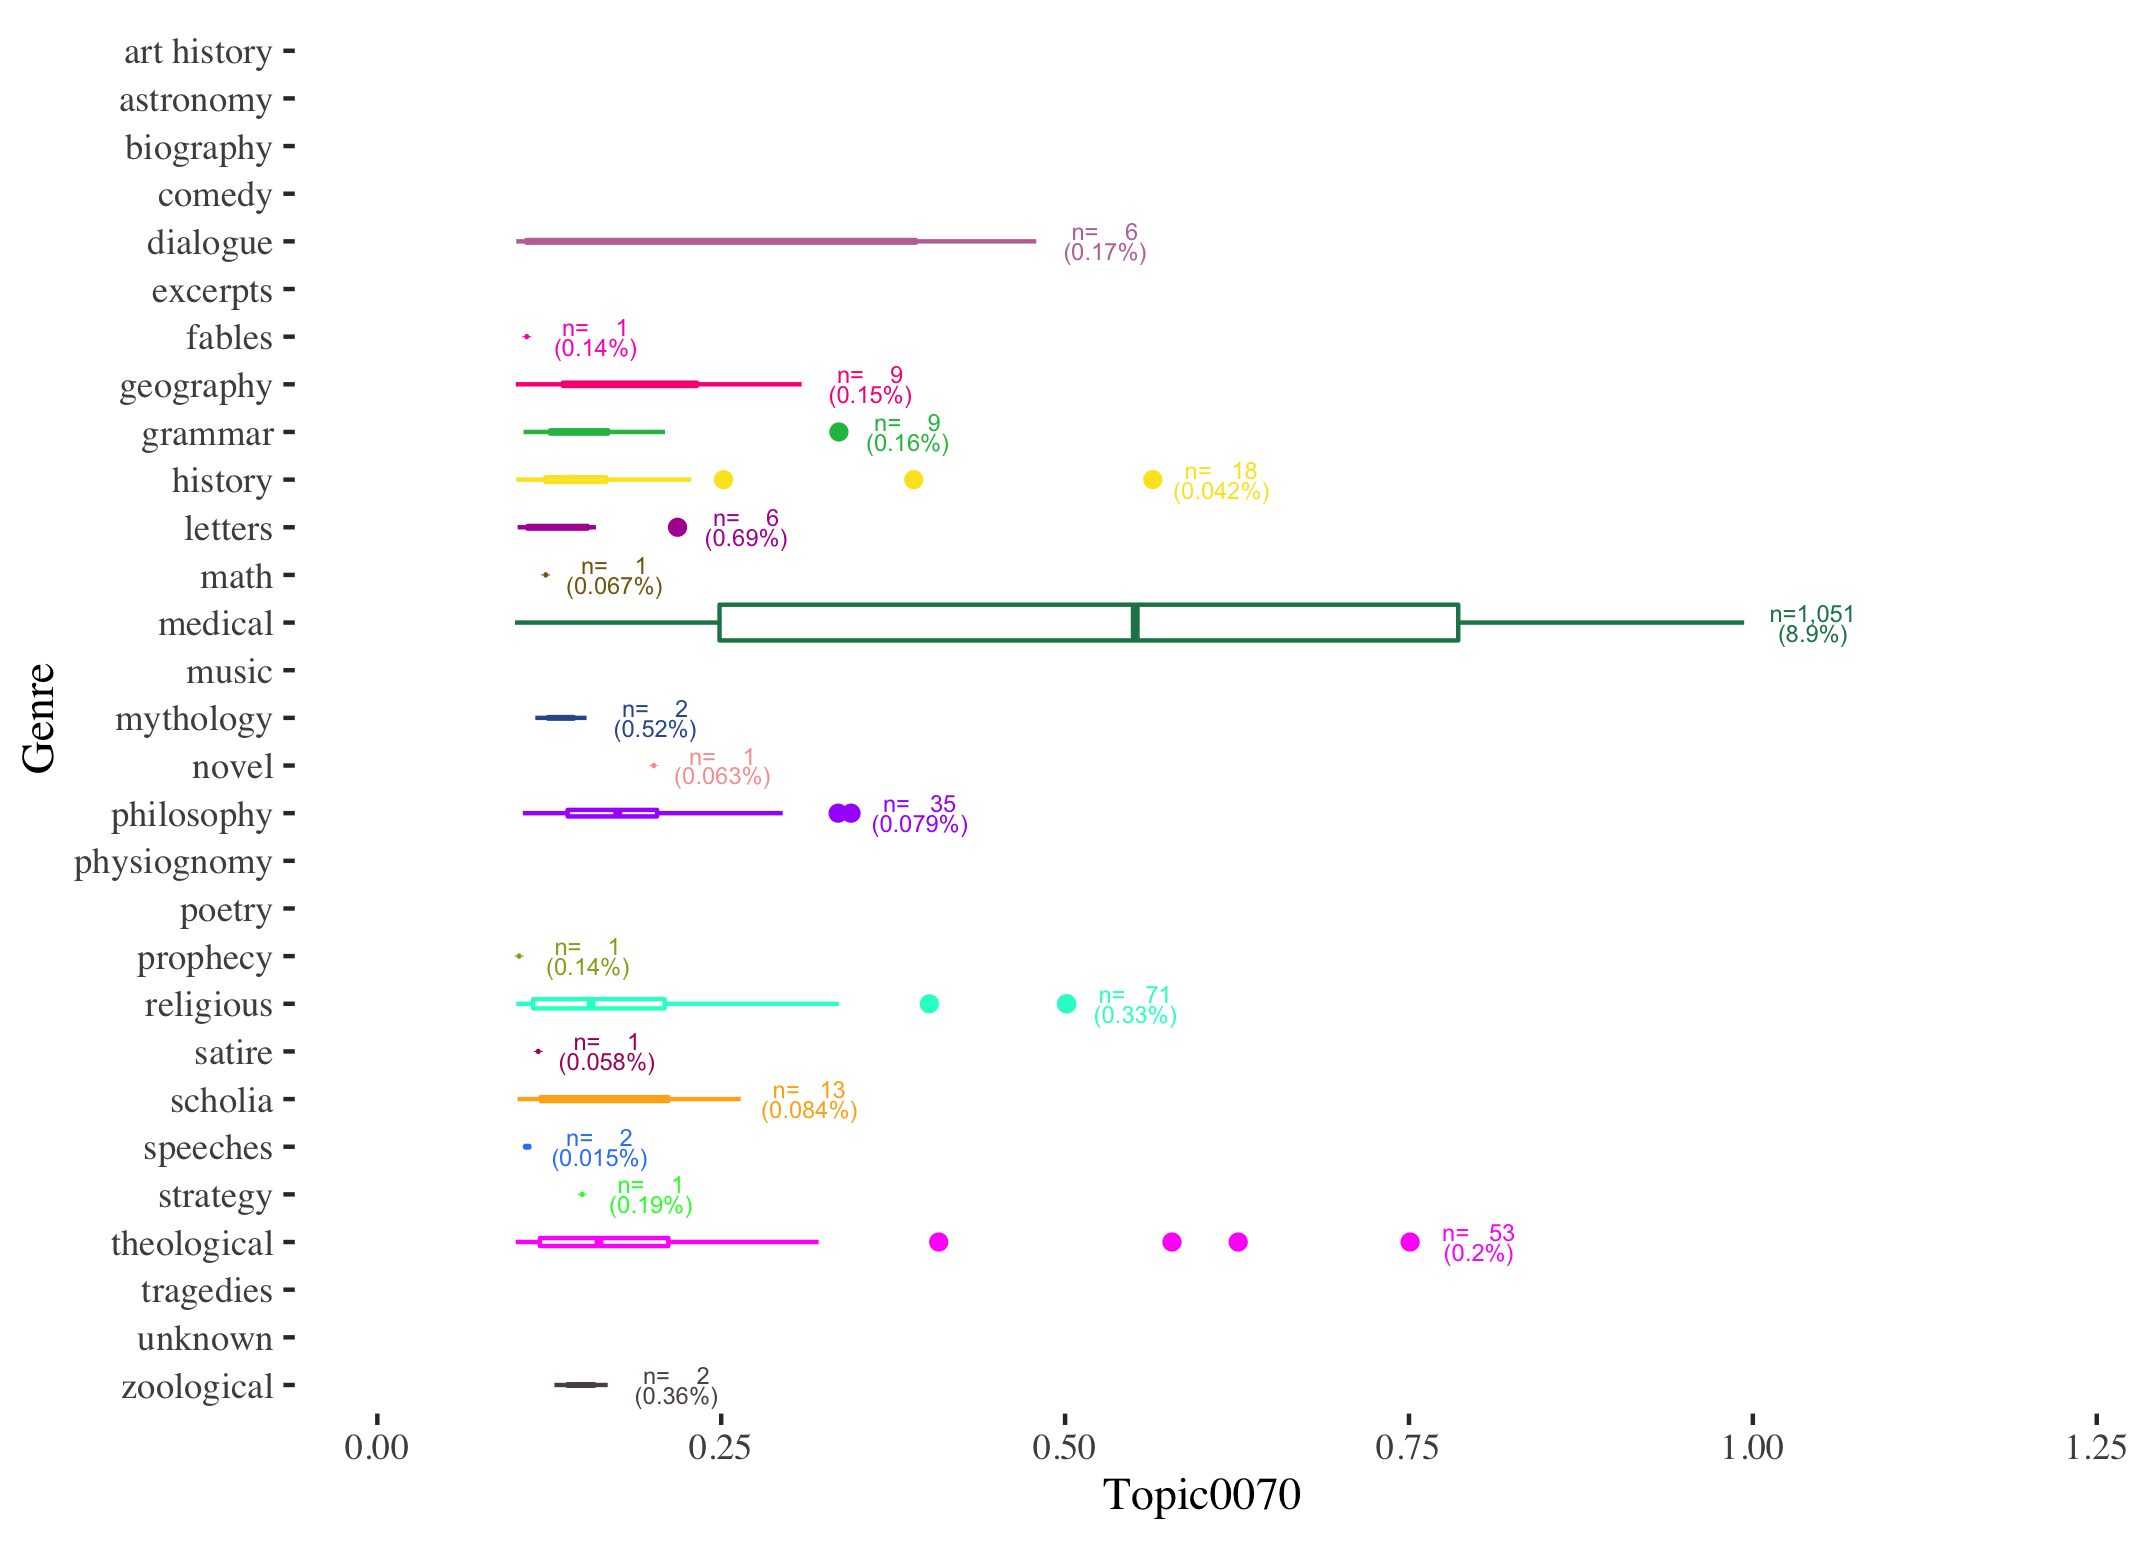 art history
astronomy
biography
comedy
dialogue
n= 6
(0.17%)
excerpts
fables
n= 1
(0.14%)
geography
n= 9
(0.15%)
grammar
n= 9
(0.16%)
history
n= 18
(0.042%)
letters
n= 6
(0.69%)
math
n= 1
(0.067%)
medical
n=1,051
(8.9%)
music
mythology
n= 2
(0.52%)
novel
n= 1
(0.063%)
philosophy
n= 35
(0.079%)
physiognomy
poetry
prophecy
n= 1
(0.14%)
religious
n= 71
(0.33%)
satire
n= 1
(0.058%)
scholia
n= 13
(0.084%)
speeches
n= 2
(0.015%)
strategy
n= 1
(0.19%)
theological
n= 53
(0.2%)
tragedies
unknown
zoological
n= 2
(0.36%)
Genre
0.00 0.25 0.50 0.75 1.00 1.25
Topic0070